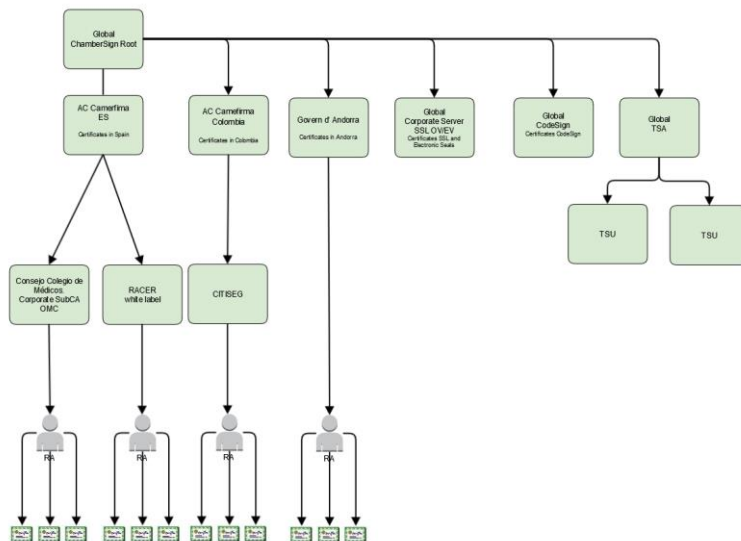 Global
ChamberSign Root
AC Camerfirma
ES
Certificates in Spain
AC Camefirma
Colombia
Certificates in Colombia
Govern d' Andorra
Certificates in Andorra
Global
Corporate Server
SSL OV/EV
Certificates SSL and
Electronic Seals
Global
CodeSign
Certificates CodeSign
Global
TSA
TSU
TSU
Consejo Colegio de
Médicos.
Corporate SubCA
OMC
RACER
white label
CITISEG
RA
RA
RA
RA